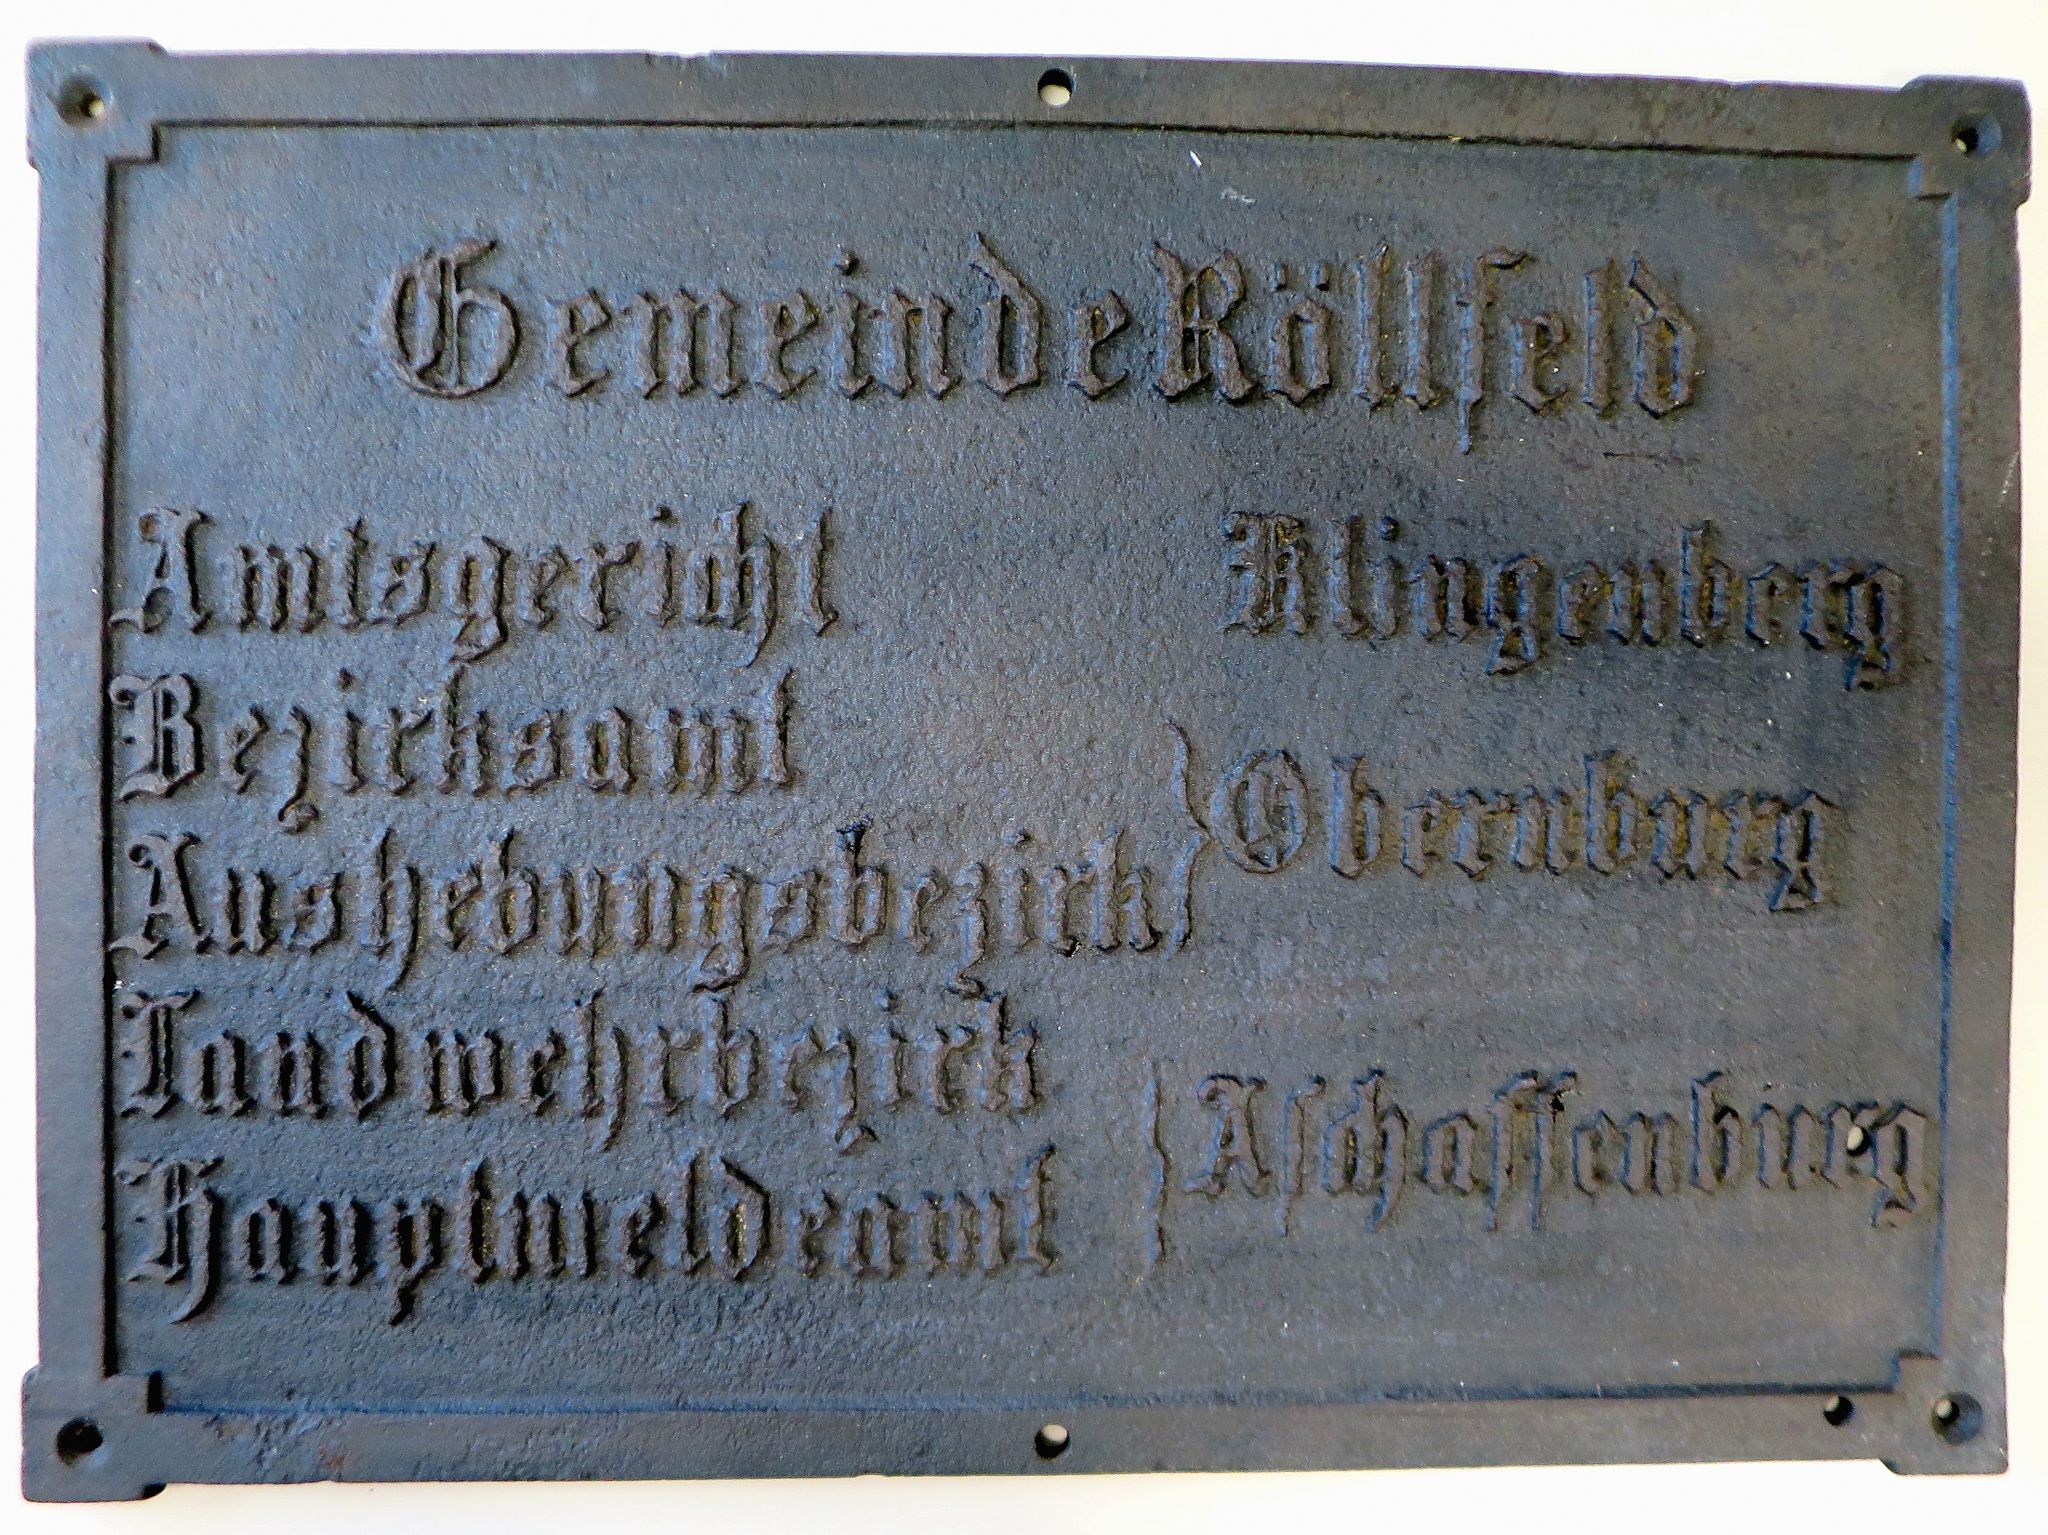 Gemeinde Röllfeld
Amtsgericht Klingenberg
Bezirksamt
Aushebungsbezirk } Obernburg
Landwehrbezirk
Hauptmeldeamt } Aschaffenburg